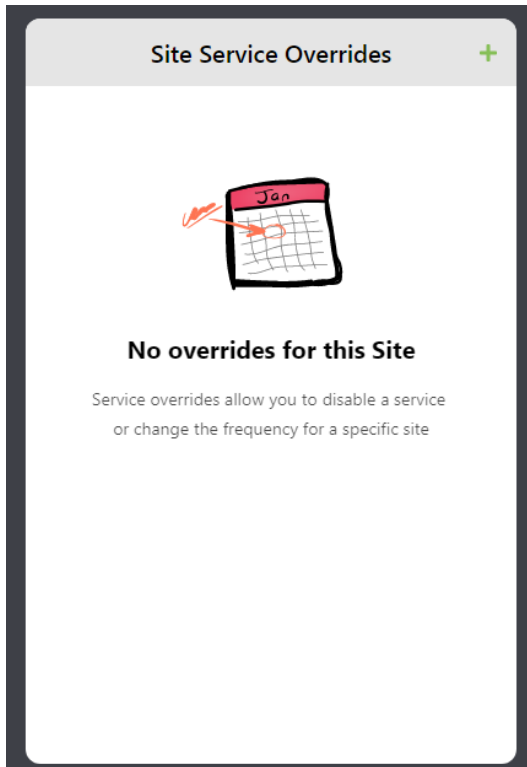 Site Service Overrides +
Jan
No overrides for this Site
Service overrides allow you to disable a service
or change the frequency for a specific site